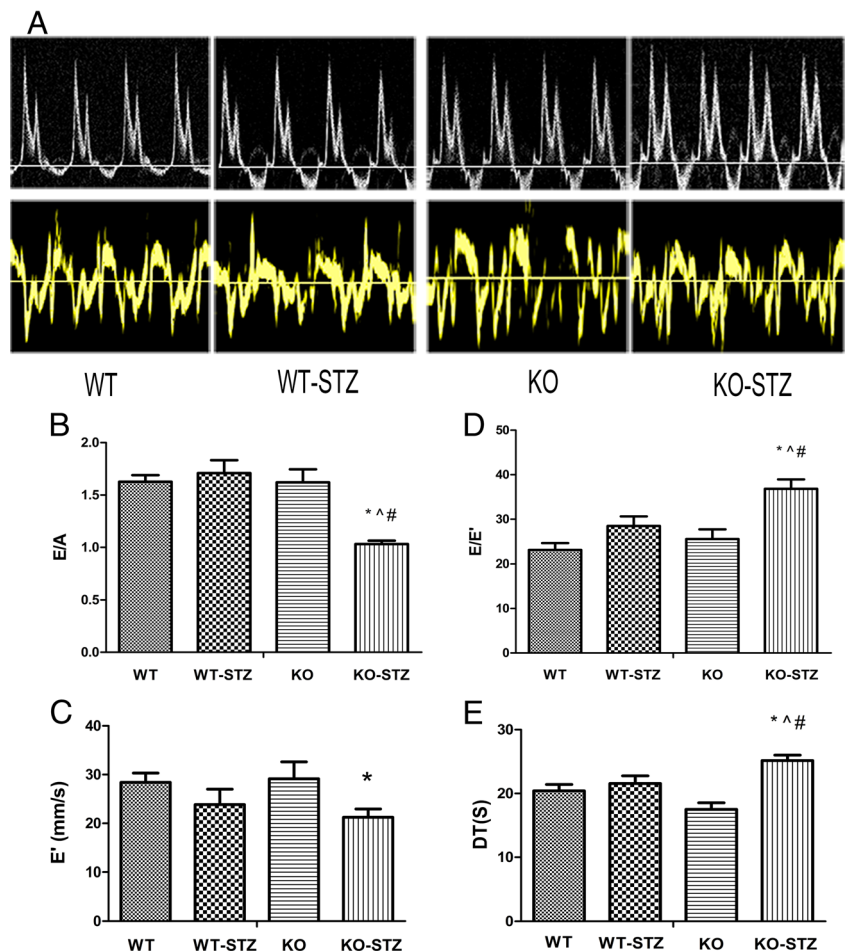 A
WT WT-STZ KO KO-STZ
B
2.0
1.5
1.0
0.5
0.0
E/A
* ^ #
WT WT-STZ KO KO-STZ
D
50
40
30
20
10
0
E/E'
* ^ #
WT WT-STZ KO KO-STZ
C
40
30
20
10
0
E' (mm/s)
*
WT WT-STZ KO KO-STZ
E
30
20
10
0
DT(S)
* ^ #
WT WT-STZ KO KO-STZ